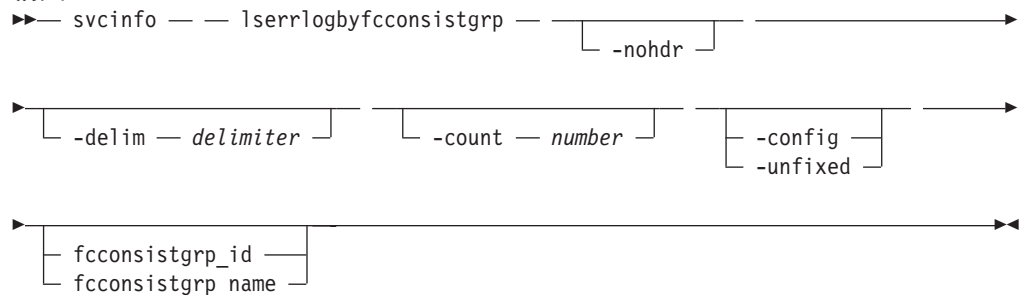 svcinfo lserrlogbyfcconsistgrp
-nohdr
-delim delimiter -count number -config
-unfixed
fcconsistgrp_id
fcconsistgrp name